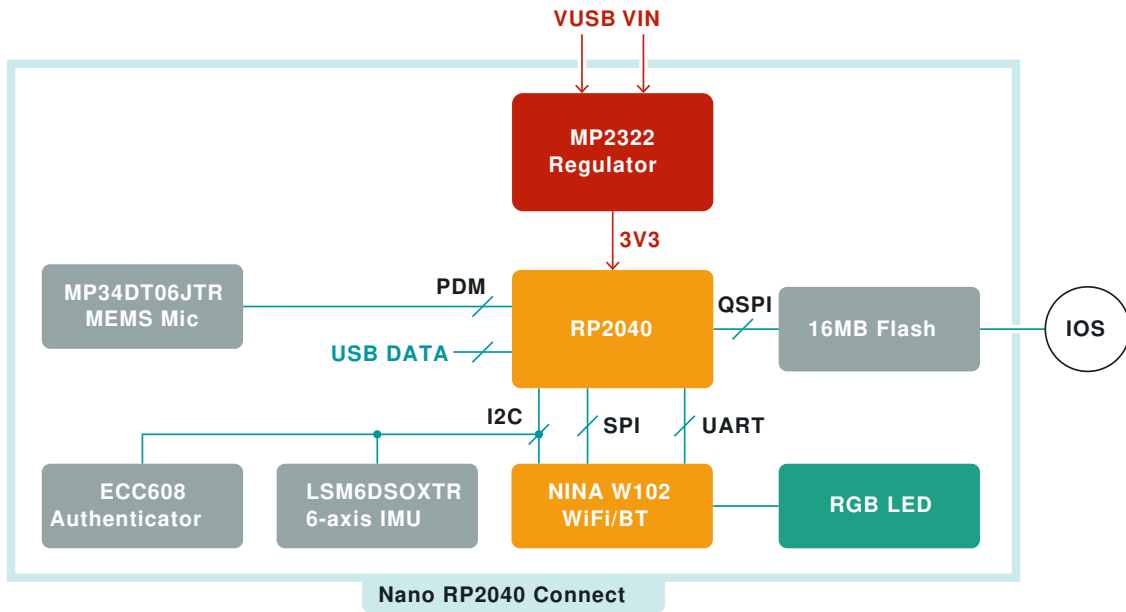 VUSB VIN
MP2322
Regulator
3V3
MP34DT06JTR
MEMS Mic
PDM
RP2040
QSPI
16MB Flash
IOS
USB DATA
I2C
SPI
UART
ECC608
Authenticator
LSM6DSOXTR
6-axis IMU
NINA W102
WiFi/BT
RGB LED
Nano RP2040 Connect